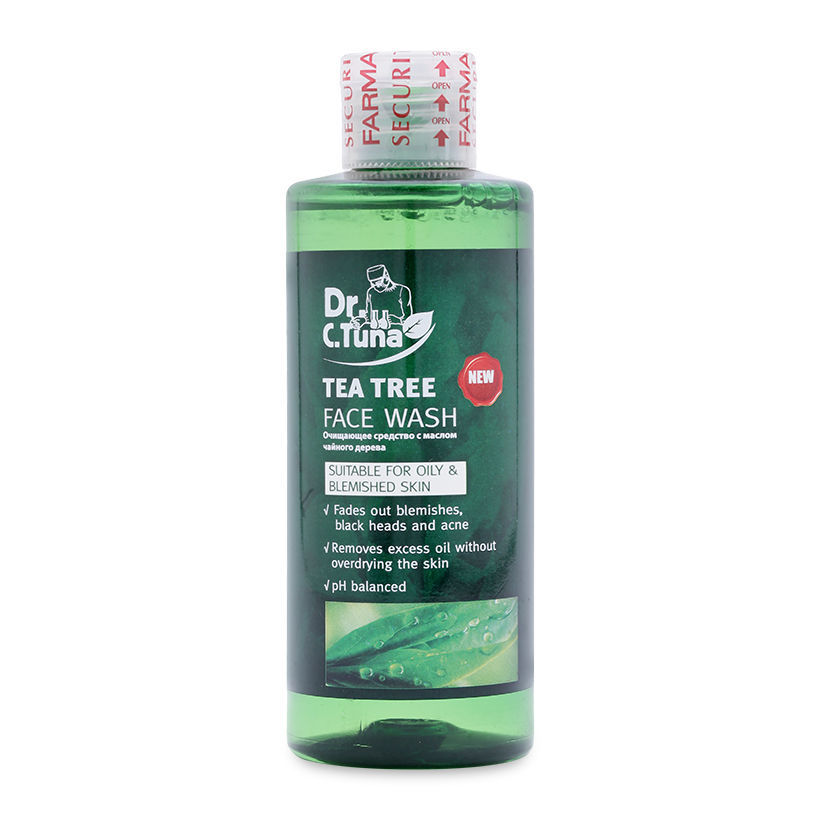 SECURI
FARMA
SECURIT
OPEN
OPEN
OPEN
FARMA
Dr.
C.Tuna
TEA TREE
NEW
FACE WASH
Очищающее средство с маслом
чайного дерева
SUITABLE FOR OILY &
BLEMISHED SKIN
√ Fades out blemishes,
black heads and acne
√ Removes excess oil without
overdrying the skin
√ pH balanced